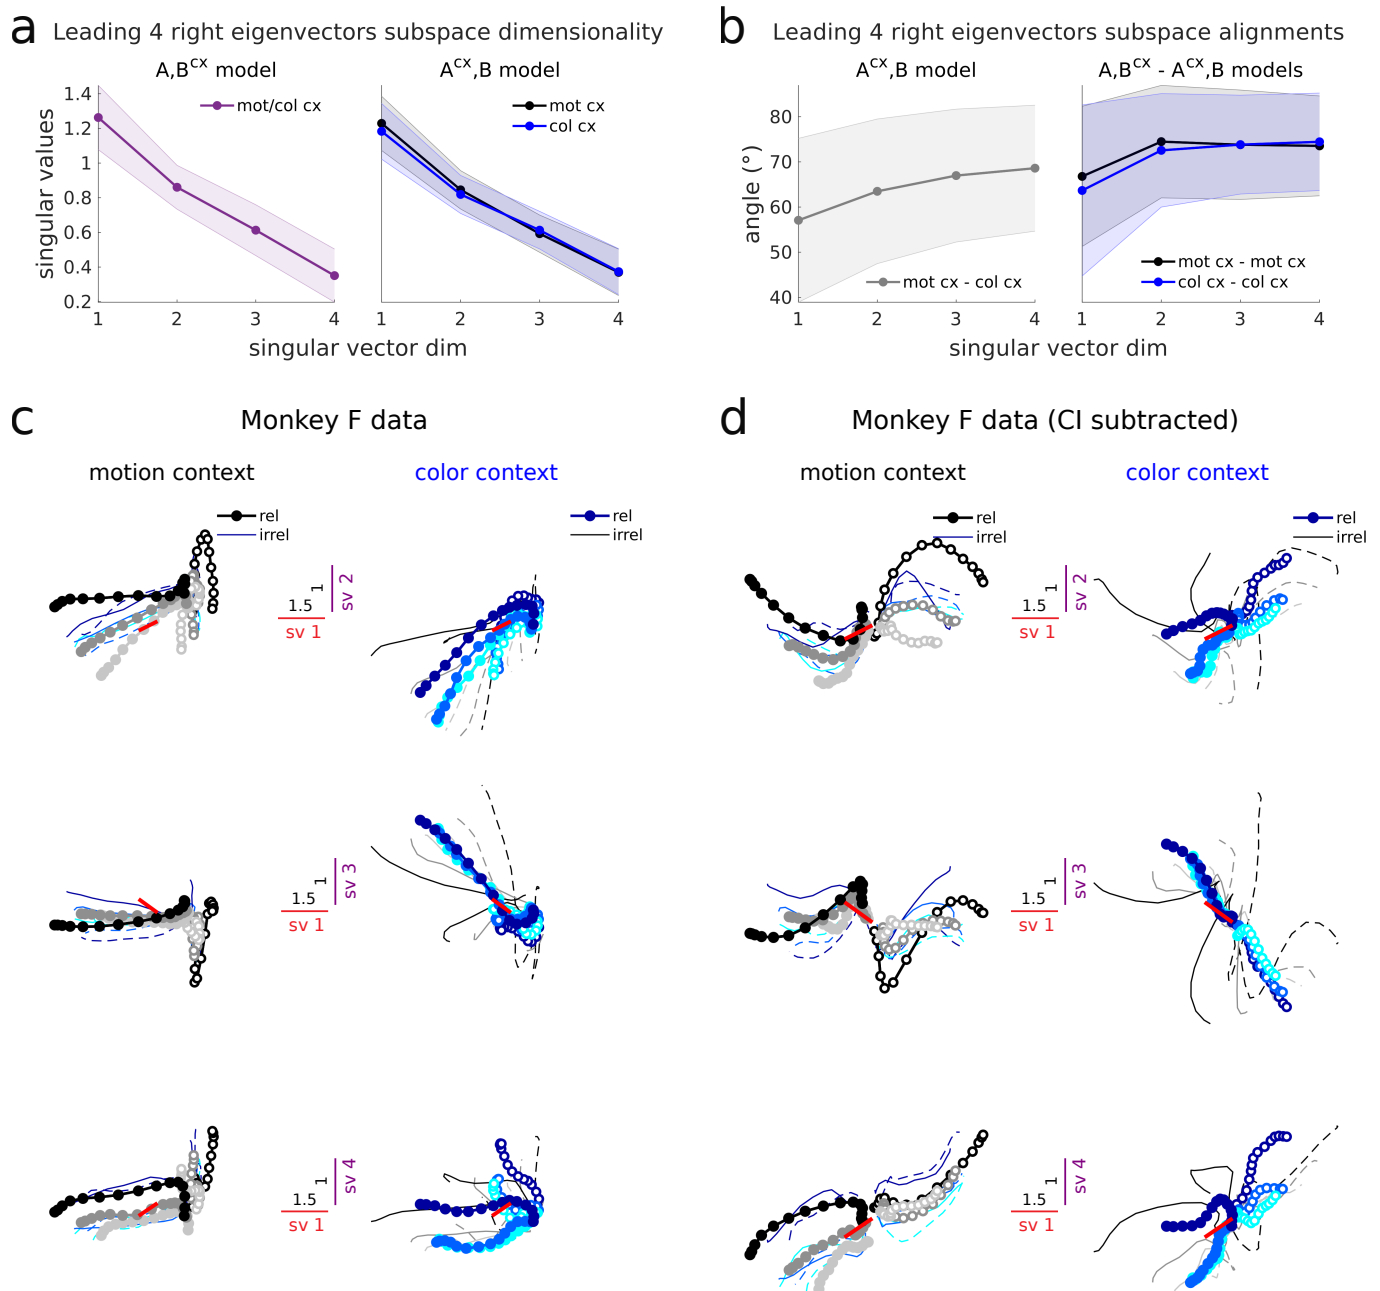 a
Leading 4 right eigenvectors subspace dimensionality
A,B^cx model
A^cx,B model
mot/col cx
mot cx
col cx
singular values
1.4
1.2
1
0.8
0.6
0.4
0.2
1 2 3 4
1 2 3 4
singular vector dim
b
Leading 4 right eigenvectors subspace alignments
A^cx,B model
A,B^cx - A^cx,B models
angle (°)
80
70
60
50
40
mot cx - col cx
mot cx - mot cx
col cx - col cx
1 2 3 4
1 2 3 4
singular vector dim
c
Monkey F data
motion context
color context
rel
irrel
rel
irrel
1
1.5
sv 2
sv 1
1
1.5
sv 3
sv 1
1
1.5
sv 4
sv 1
d
Monkey F data (CI subtracted)
motion context
color context
rel
irrel
rel
irrel
1
1.5
sv 2
sv 1
1
1.5
sv 3
sv 1
1
1.5
sv 4
sv 1